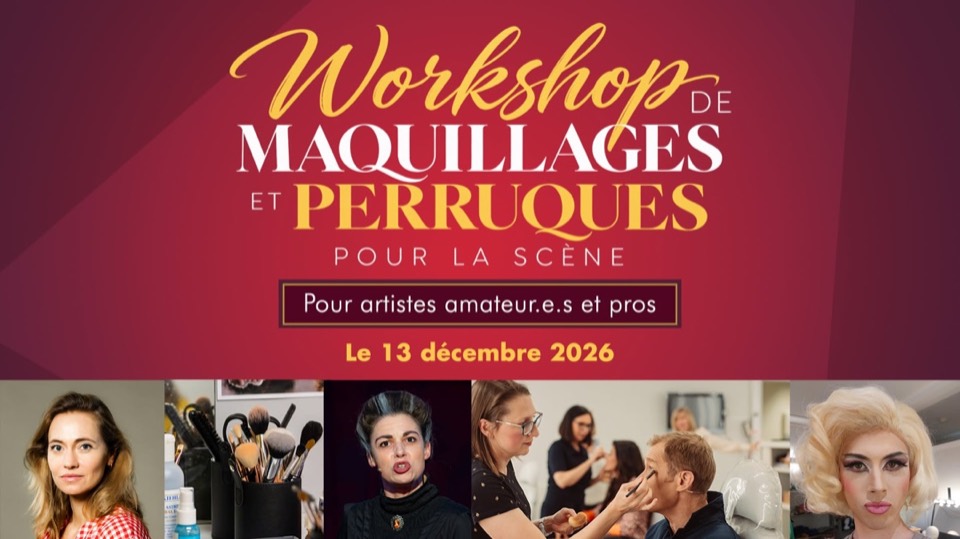 Workshop DE
MAQUILLAGES
ET PERRUQUES
POUR LA SCÈNE
Pour artistes amateur.e.s et pros
Le 13 décembre 2026